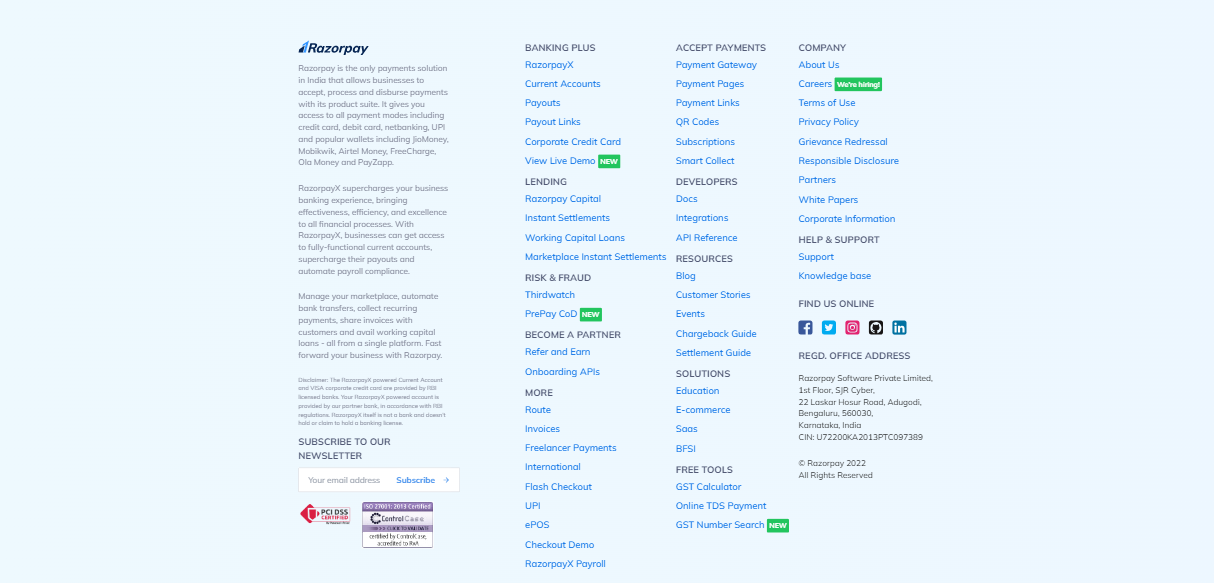 Razorpay
Razorpay is the only payments solution
in India that allows businesses to
accept, process and disburse payments
with its product suite. It gives you
access to all payment modes including
credit card, debit card, netbanking, UPI
and popular wallets including JioMoney,
Mobikwik, Airtel Money, FreeCharge,
Ola Money and PayZapp.
RazorpayX supercharges your business
banking experience, bringing
effectiveness, efficiency, and excellence
to all financial processes. With
RazorpayX, businesses can get access
to fully-functional current accounts,
supercharge their payouts and
automate payroll compliance.
Manage your marketplace, automate
bank transfers, collect recurring
payments, share invoices with
customers and avail working capital
loans - all from a single platform. Fast
forward your business with Razorpay.
Disclaimer: The RazorpayX powered Current Account
and VISA corporate credit card are provided by RBI
licensed banks. Your RazorpayX powered account is
provided by our partner bank, in accordance with RBI
regulations. RazorpayX itself is not a bank and doesn't
hold or claim to hold a banking license.
SUBSCRIBE TO OUR
NEWSLETTER
Your email address Subscribe →
PCI DSS
CERTIFIED
ISO 27001: 2013 Certified
ControlCase
CLICK TO VALIDATE
certified by ControlCase,
accredited to RvA
BANKING PLUS
RazorpayX
Current Accounts
Payouts
Payout Links
Corporate Credit Card
View Live Demo NEW
LENDING
Razorpay Capital
Instant Settlements
Working Capital Loans
Marketplace Instant Settlements
RISK & FRAUD
Thirdwatch
PrePay CoD NEW
BECOME A PARTNER
Refer and Earn
Onboarding APIs
MORE
Route
Invoices
Freelancer Payments
International
Flash Checkout
UPI
ePOS
Checkout Demo
RazorpayX Payroll
ACCEPT PAYMENTS
Payment Gateway
Payment Pages
Payment Links
QR Codes
Subscriptions
Smart Collect
DEVELOPERS
Docs
Integrations
API Reference
RESOURCES
Blog
Customer Stories
Events
Chargeback Guide
Settlement Guide
SOLUTIONS
Education
E-commerce
Saas
BFSI
FREE TOOLS
GST Calculator
Online TDS Payment
GST Number Search NEW
COMPANY
About Us
Careers We're hiring!
Terms of Use
Privacy Policy
Grievance Redressal
Responsible Disclosure
Partners
White Papers
Corporate Information
HELP & SUPPORT
Support
Knowledge base
FIND US ONLINE
REGD. OFFICE ADDRESS
Razorpay Software Private Limited,
1st Floor, SJR Cyber,
22 Laskar Hosur Road, Adugodi,
Bengaluru, 560030,
Karnataka, India
CIN: U72200KA2013PTC097389
© Razorpay 2022
All Rights Reserved